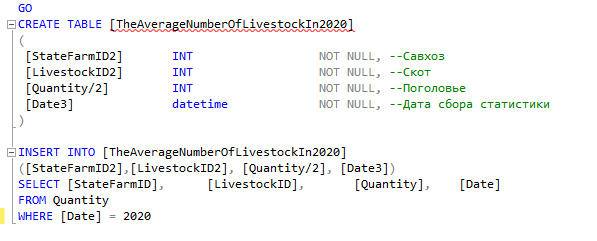 GO
CREATE TABLE [TheAverageNumberOfLivestockIn2020]
(
[StateFarmID2] INT NOT NULL, --Савхоз
[LivestockID2] INT NOT NULL, --Скот
[Quantity/2] INT NOT NULL, --Поголовье
[Date3] datetime NOT NULL, --Дата сбора статистики
)
INSERT INTO [TheAverageNumberOfLivestockIn2020]
([StateFarmID2],[LivestockID2], [Quantity/2], [Date3])
SELECT [StateFarmID], [LivestockID], [Quantity], [Date]
FROM Quantity
WHERE [Date] = 2020